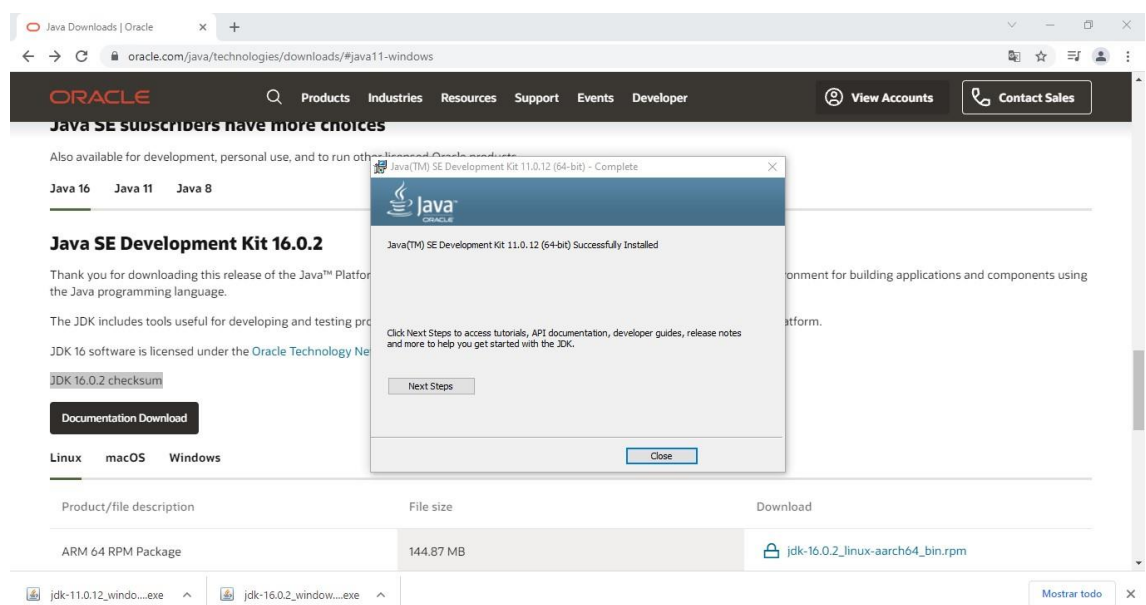 Java Downloads | Oracle
oracle.com/java/technologies/downloads/#java11-windows
ORACLE Products Industries Resources Support Events Developer View Accounts Contact Sales
Java SE subscribers have more choices
Also available for development, personal use, and to run other licensed Oracle products
Java 16 Java 11 Java 8
Java SE Development Kit 16.0.2
Thank you for downloading this release of the Java™ Platfor
onment for building applications and components using
the Java programming language.
The JDK includes tools useful for developing and testing pro
atform.
JDK 16 software is licensed under the Oracle Technology Ne
JDK 16.0.2 checksum
Documentation Download
Linux macOS Windows
Product/file description File size Download
ARM 64 RPM Package 144.87 MB jdk-16.0.2_linux-aarch64_bin.rpm
Java(TM) SE Development Kit 11.0.12 (64-bit) - Complete
Java
ORACLE
Java(TM) SE Development Kit 11.0.12 (64-bit) Successfully Installed
Click Next Steps to access tutorials, API documentation, developer guides, release notes
and more to help you get started with the JDK.
Next Steps
Close
jdk-11.0.12_windo....exe jdk-16.0.2_window....exe Mostrar todo